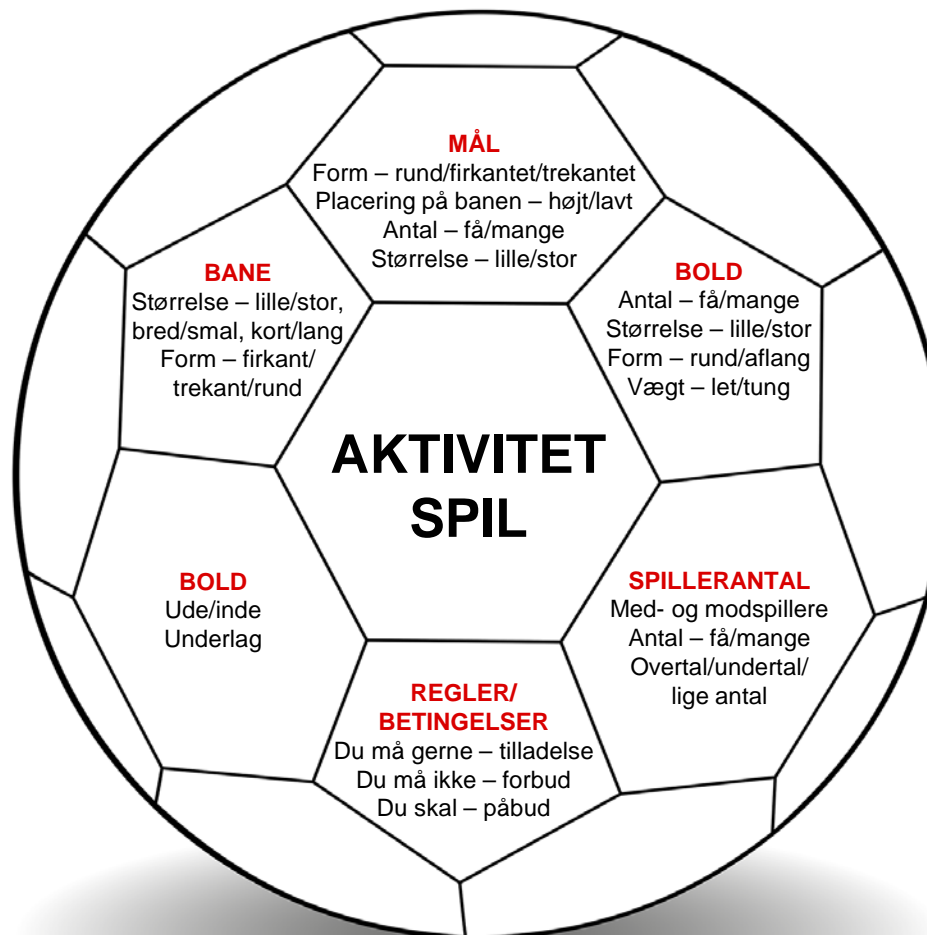 MÅL
Form – rund/firkantet/trekantet
Placering på banen – højt/lavt
Antal – få/mange
Størrelse – lille/stor
BANE
Størrelse – lille/stor,
bred/smal, kort/lang
Form – firkant/
trekant/rund
BOLD
Antal – få/mange
Størrelse – lille/stor
Form – rund/aflang
Vægt – let/tung
AKTIVITET
SPIL
BOLD
Ude/inde
Underlag
SPILLERANTAL
Med- og modspillere
Antal – få/mange
Overtal/undertal/
lige antal
REGLER/
BETINGELSER
Du må gerne – tilladelse
Du må ikke – forbud
Du skal – påbud